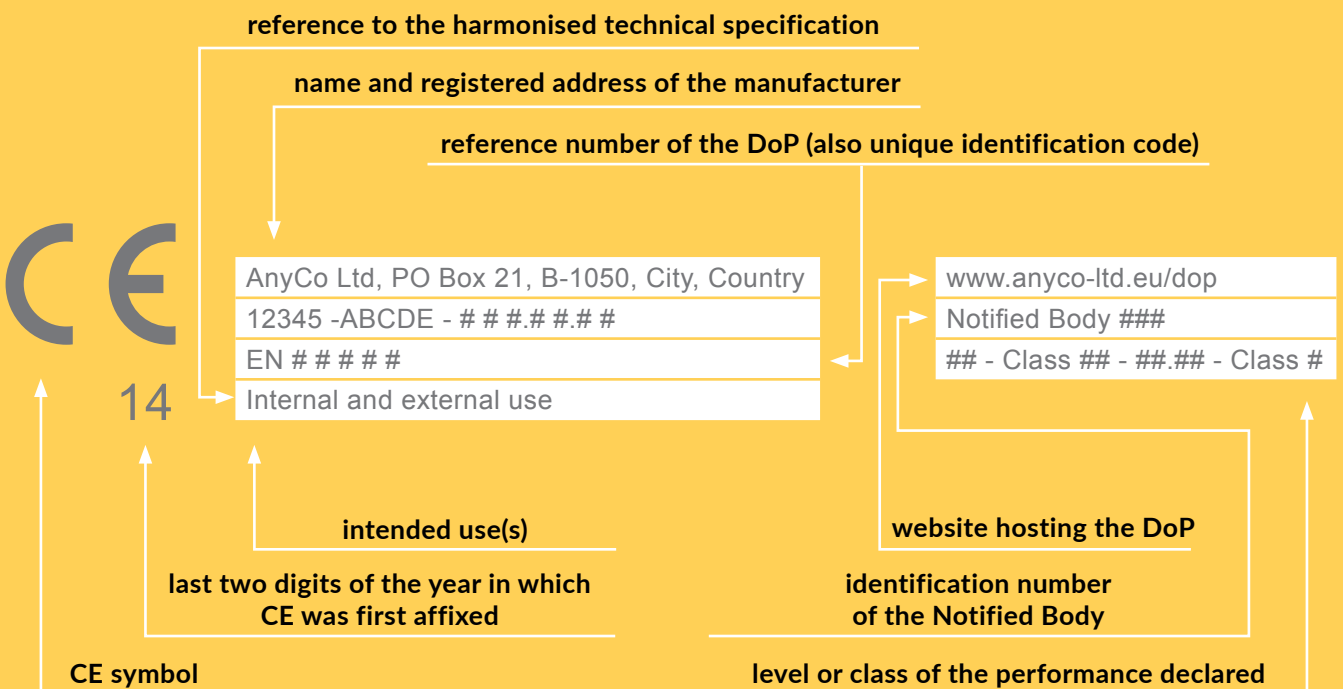 reference to the harmonised technical specification
name and registered address of the manufacturer
reference number of the DoP (also unique identification code)
CE
14
AnyCo Ltd, PO Box 21, B-1050, City, Country
12345 -ABCDE - # # #.# #.# #
EN # # # # #
Internal and external use
www.anyco-ltd.eu/dop
Notified Body ###
## - Class ## - ##.## - Class #
intended use(s)
website hosting the DoP
last two digits of the year in which
CE was first affixed
identification number
of the Notified Body
CE symbol
level or class of the performance declared